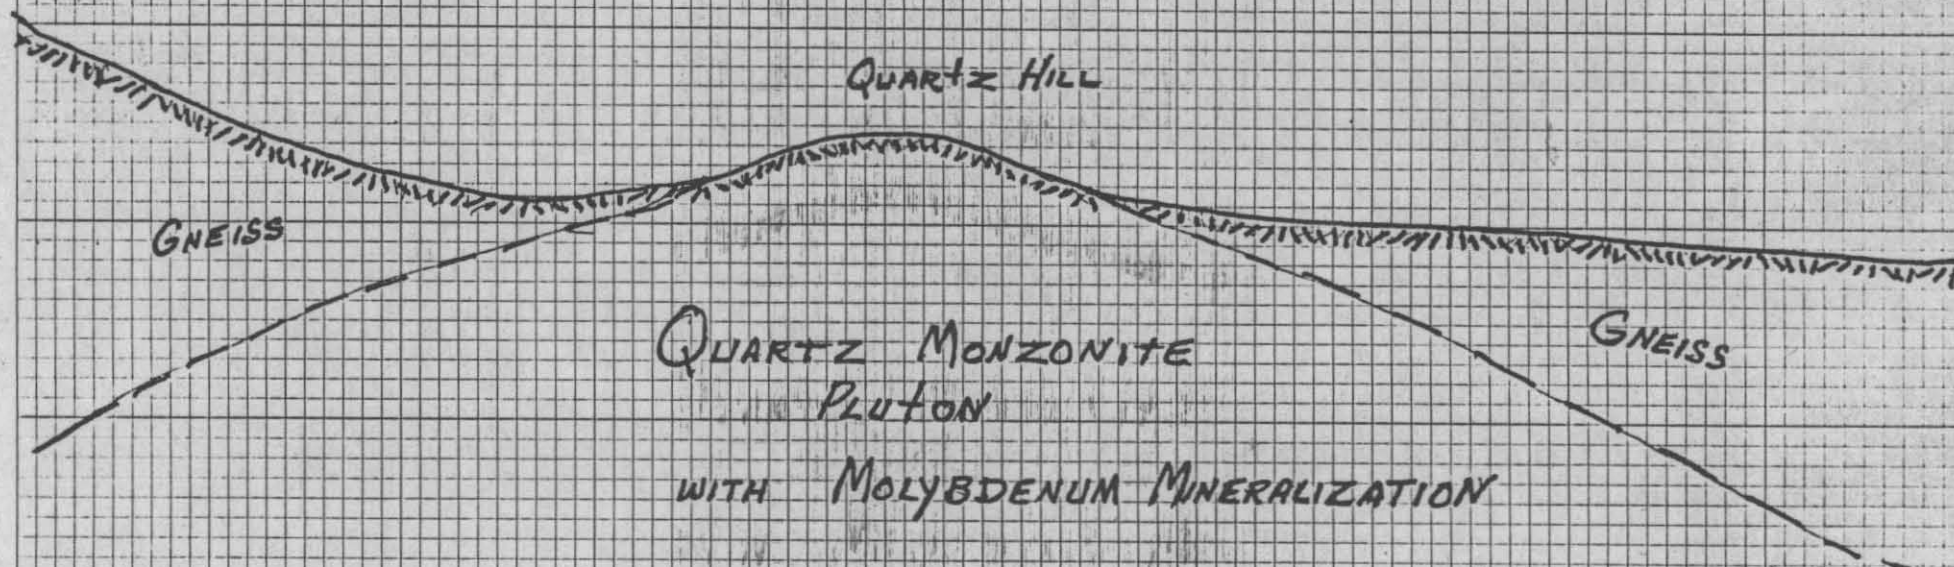 QUARTZ HILL
GNEISS
QUARTZ MONZONITE
PLUTON
WITH MOLYBDENUM MINERALIZATION
GNEISS